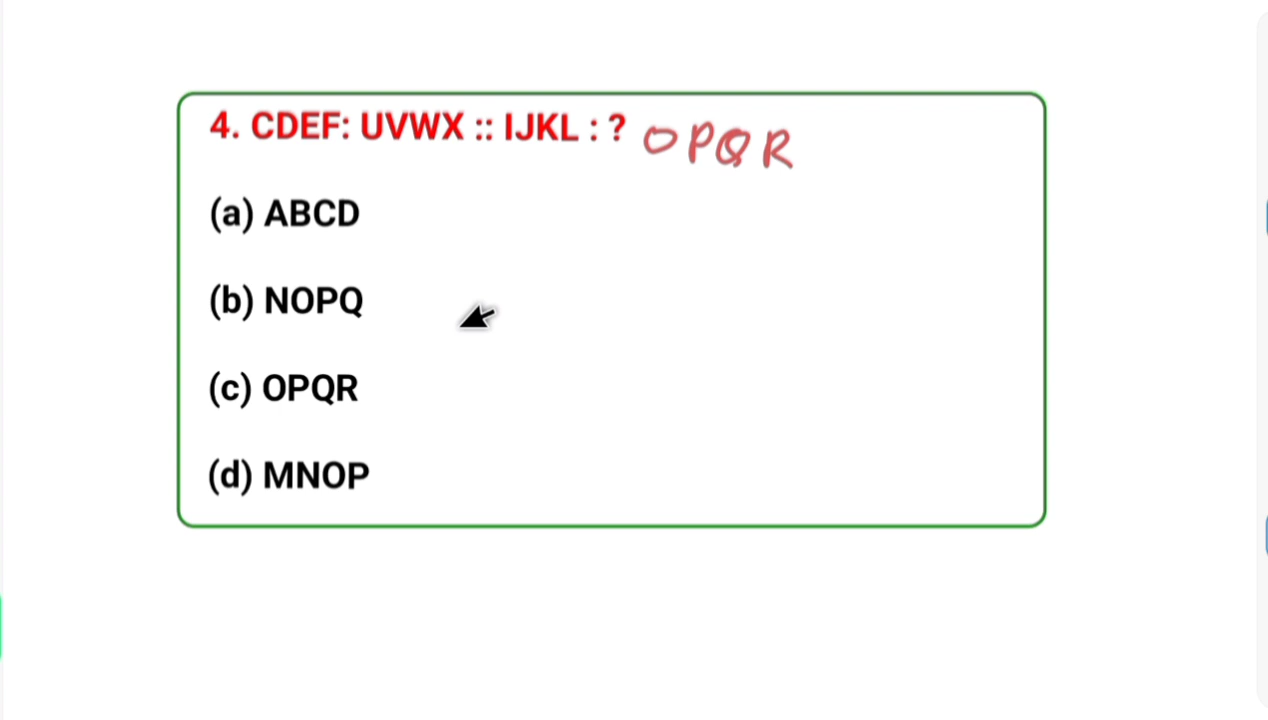 4. CDEF: UVWX :: IJKL : ? OPQR
(a) ABCD
(b) NOPQ
(c) OPQR
(d) MNOP